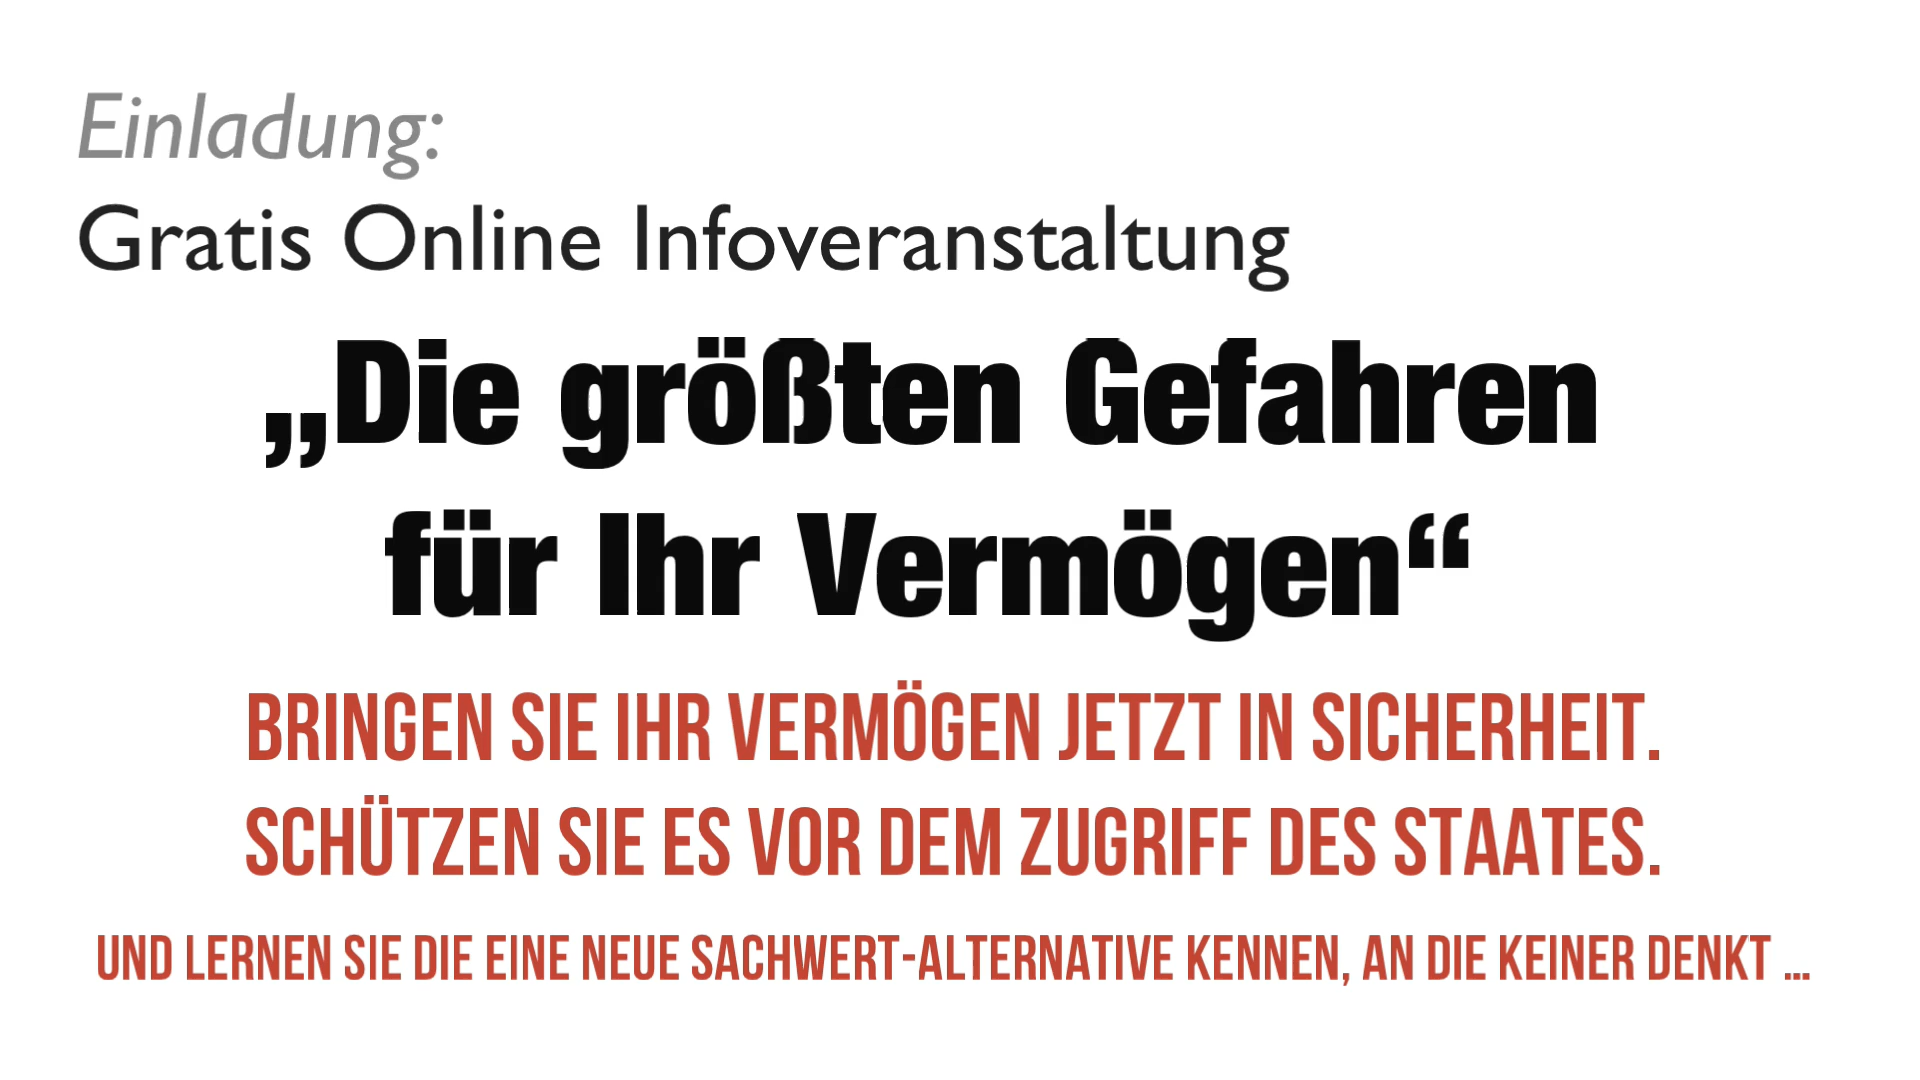 Einladung:
Gratis Online Infoveranstaltung
„Die größten Gefahren
für Ihr Vermögen“
BRINGEN SIE IHR VERMÖGEN JETZT IN SICHERHEIT.
SCHÜTZEN SIE ES VOR DEM ZUGRIFF DES STAATES.
UND LERNEN SIE DIE EINE NEUE SACHWERT-ALTERNATIVE KENNEN, AN DIE KEINER DENKT ...